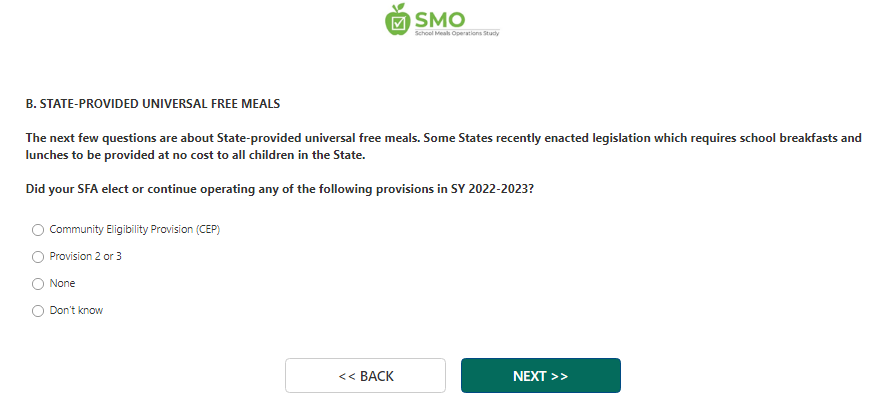 SMO
School Meals Operations Study
B. STATE-PROVIDED UNIVERSAL FREE MEALS
The next few questions are about State-provided universal free meals. Some States recently enacted legislation which requires school breakfasts and
lunches to be provided at no cost to all children in the State.
Did your SFA elect or continue operating any of the following provisions in SY 2022-2023?
Community Eligibility Provision (CEP)
Provision 2 or 3
None
Don't know
<< BACK
NEXT >>